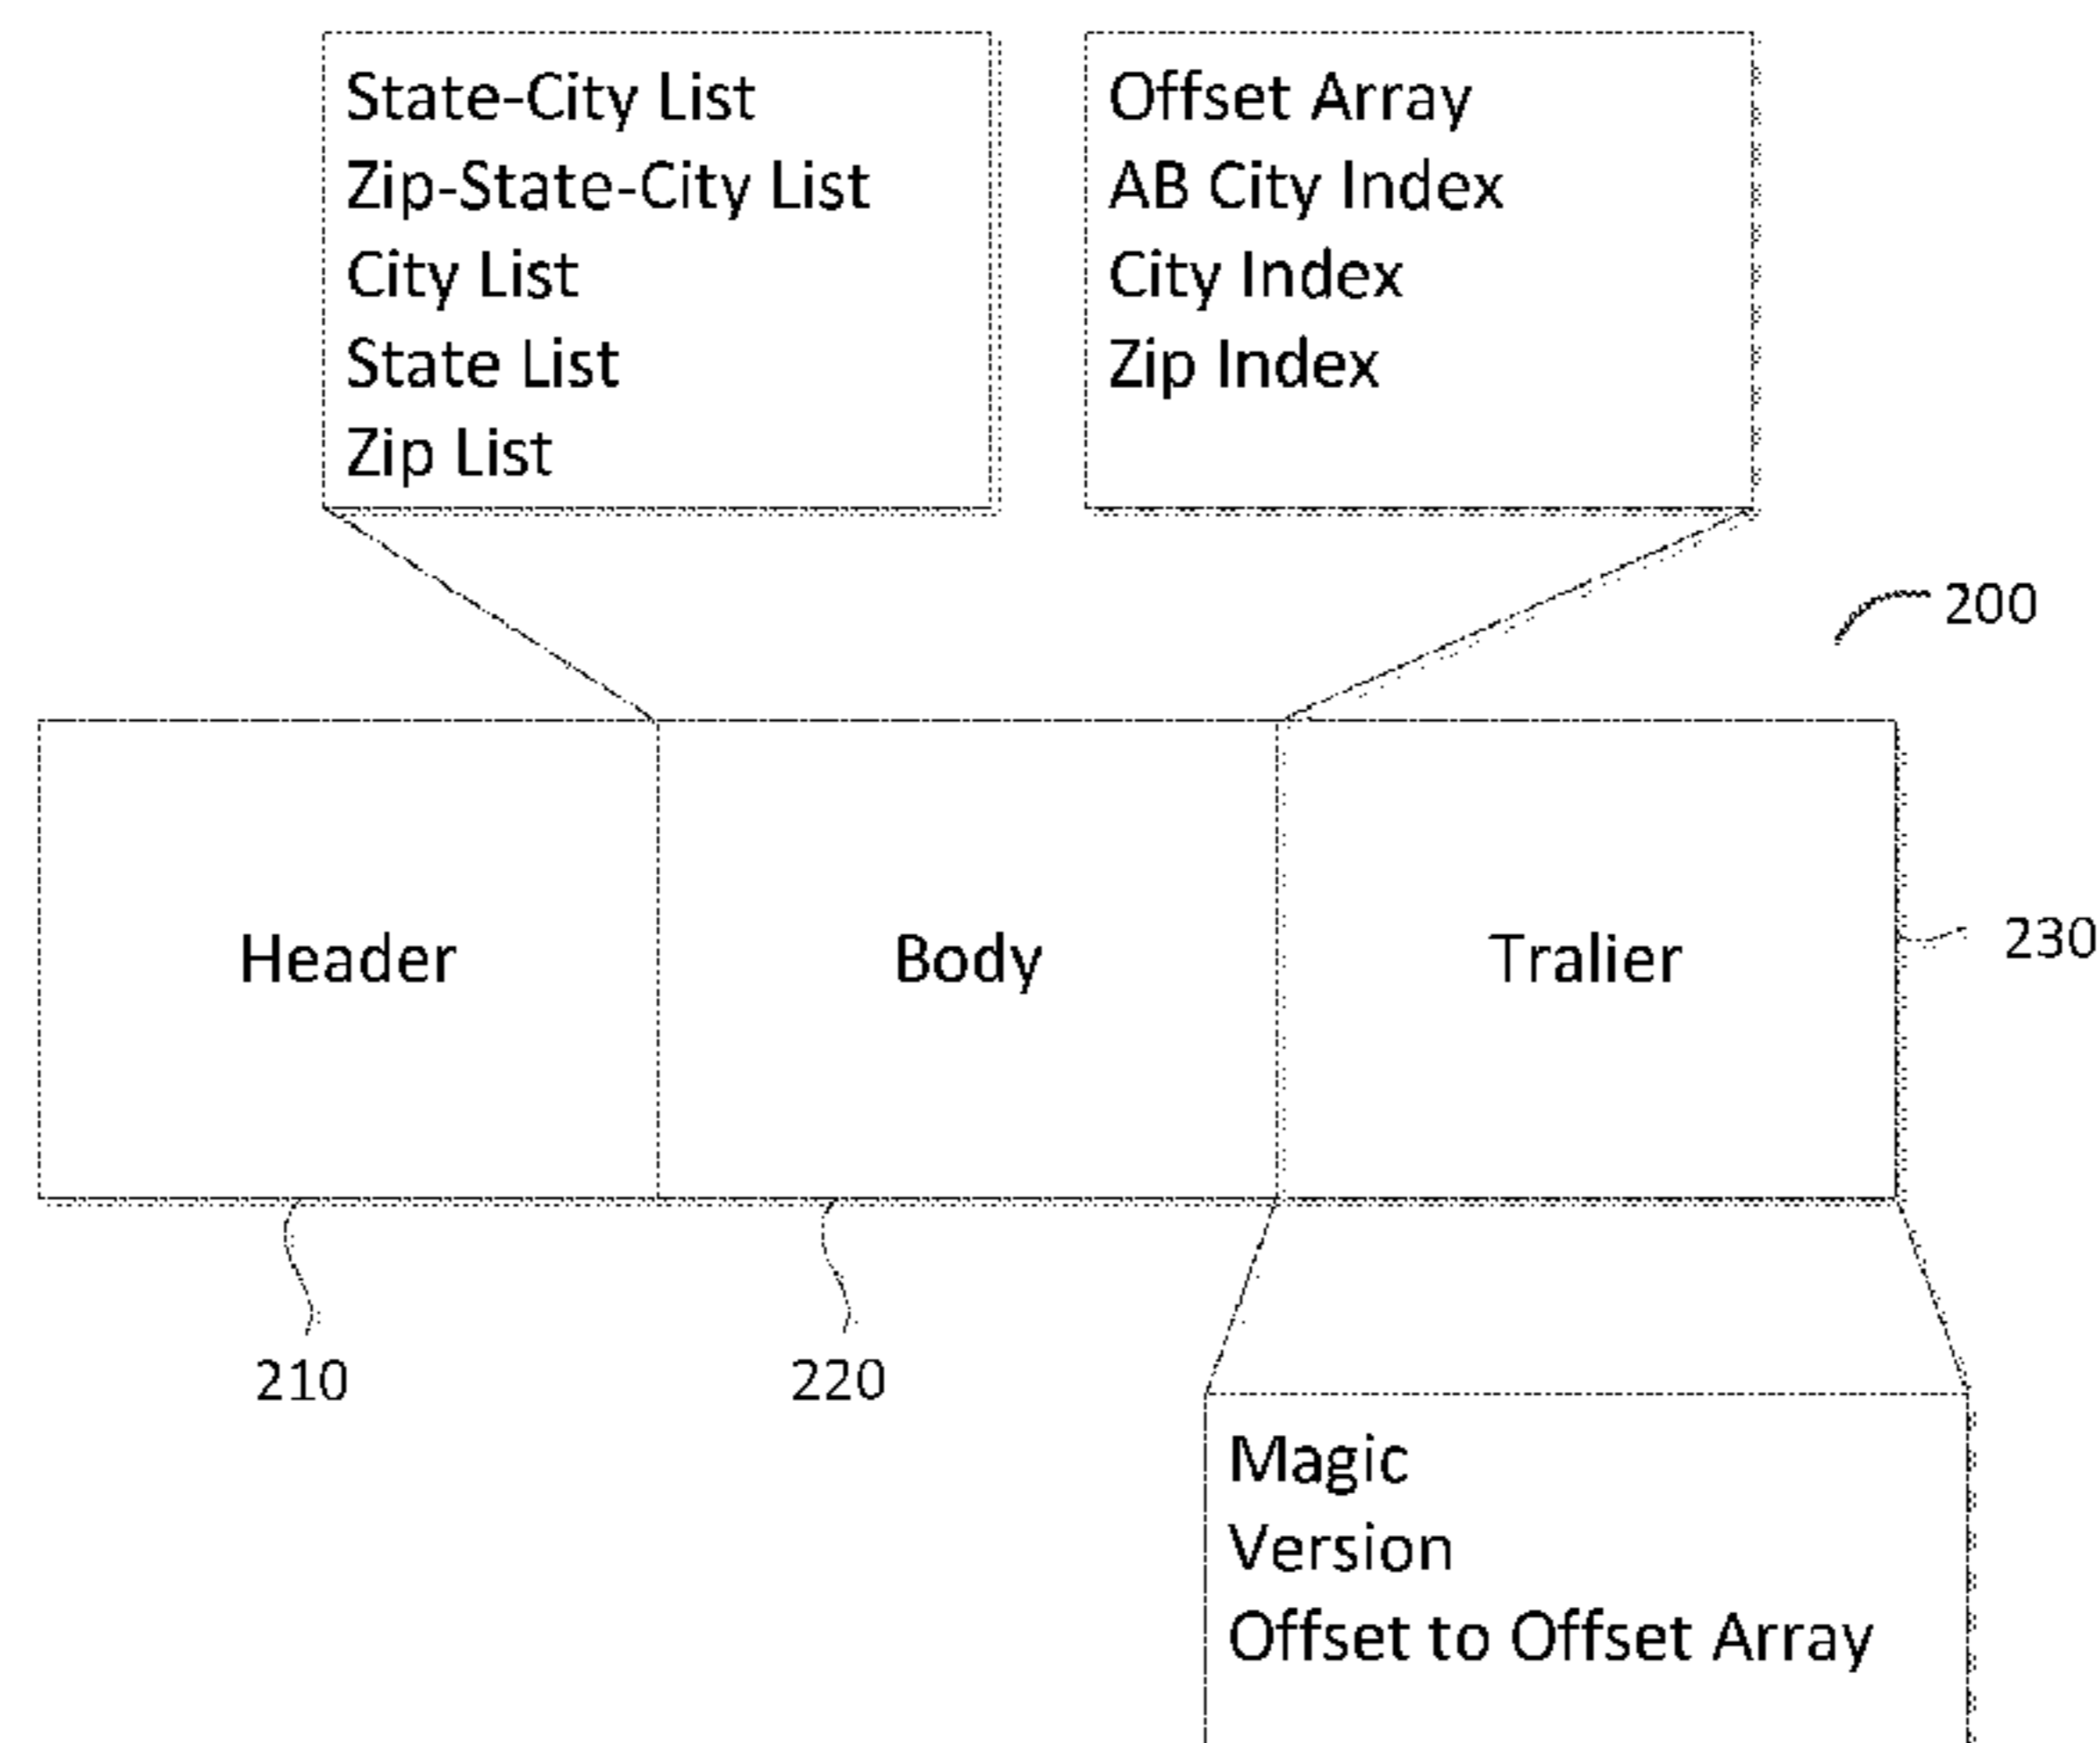 State-City List
Zip-State-City List
City List
State List
Zip List
Offset Array
AB City Index
City Index
Zip Index
200
Header
Body
Tralier
230
210
220
Magic
Version
Offset to Offset Array